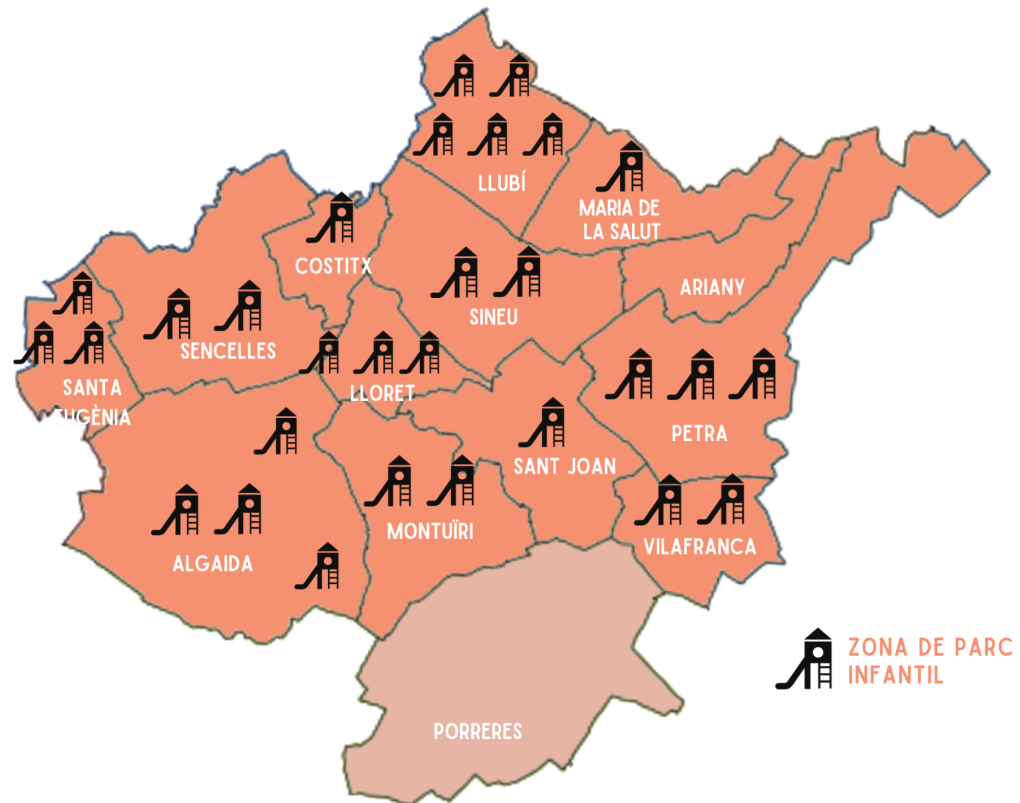 LLUBÍ
MARIA DE
LA SALUT
COSTITX
ARIANY
SINEU
SENCELLES
SANTA
EUGÈNIA
LLORET
PETRA
SANT JOAN
MONTUÏRI
VILAFRANCA
ALGAIDA
ZONA DE PARC
INFANTIL
PORRERES